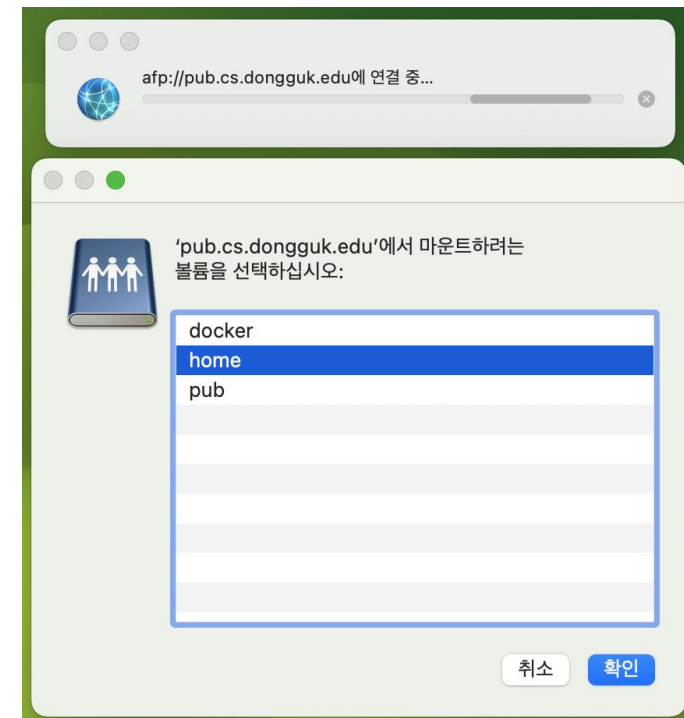 afp://pub.cs.dongguk.edu에 연결 중...
‘pub.cs.dongguk.edu’에서 마운트하려는
볼륨을 선택하십시오:
docker
home
pub
취소
확인